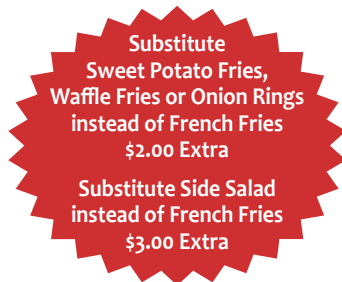 Substitute
Sweet Potato Fries,
Waffle Fries or Onion Rings
instead of French Fries
$2.00 Extra
Substitute Side Salad
instead of French Fries
$3.00 Extra